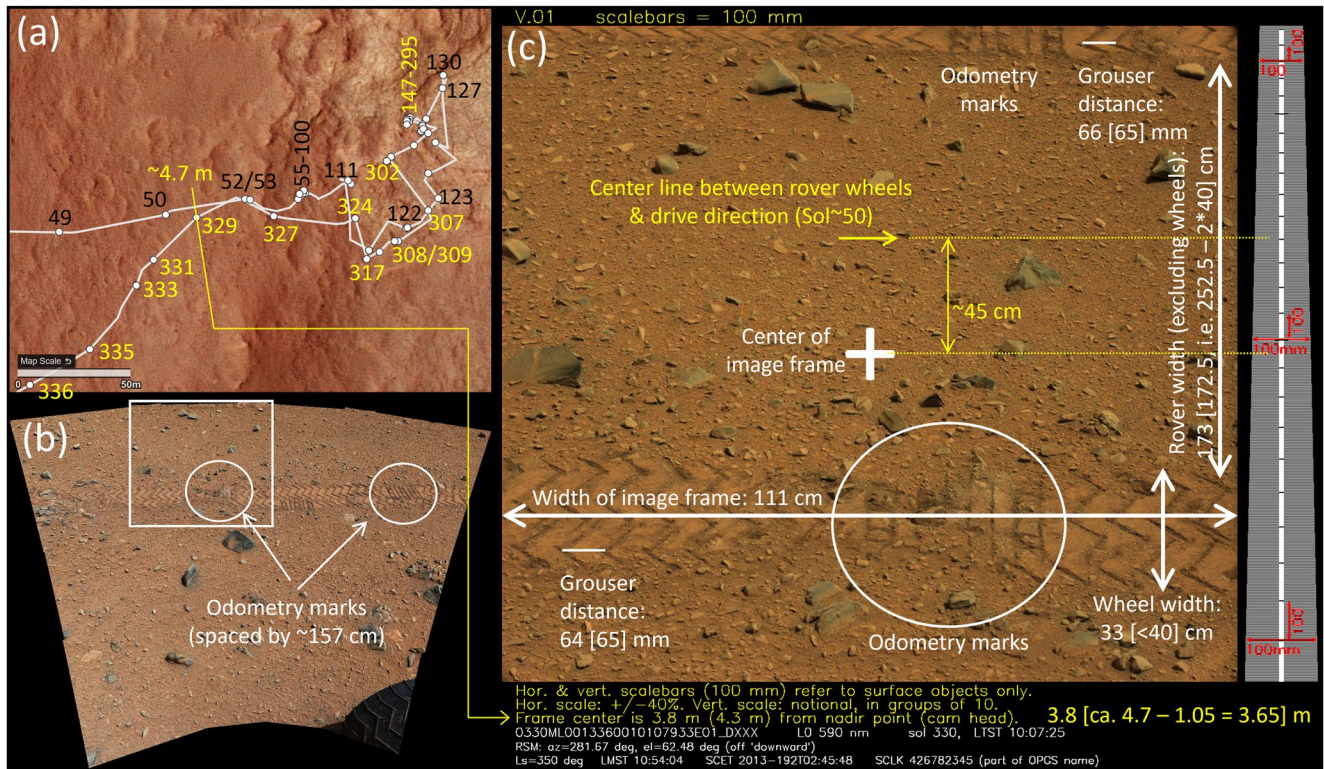 (a)
130
127
147-295
55-100
111
302
52/53
~4.7 m
50
49
123
324
122
307
329
327
308/309
317
331
333
335
336
Map Scale
0
50m
(b)
Odometry marks
(spaced by ~157 cm)
V.01 scalebars = 100 mm
(c)
Odometry
marks
Grouser
distance:
66 [65] mm
Center line between rover wheels
& drive direction (Sol~50)
~45 cm
Center of
image frame
Rover width (excluding wheels):
173 [172.5, i.e. 252.5 – 2*40] cm
Width of image frame: 111 cm
Grouser
distance:
64 [65] mm
Odometry marks
Wheel width:
33 [<40] cm
100
100
100mm
100
100mm
100
Hor. & vert. scalebars (100 mm) refer to surface objects only.
Hor. scale: +/-40%. Vert. scale: national, in groups of 10.
Frame center is 3.8 m (4.3 m) from nadir point (cam head).
3.8 [ca. 4.7 – 1.05 = 3.65] m
0330ML0013360010107933E01_DXXX L0 590 nm sol 330, LTST 10:07:25
RSM: az=281.67 deg, el=62.48 deg (off 'downward')
Ls=350 deg LMST 10:54:04 SCET 2013-192T02:45:48 SCLK 426782345 (part of OPGS name)